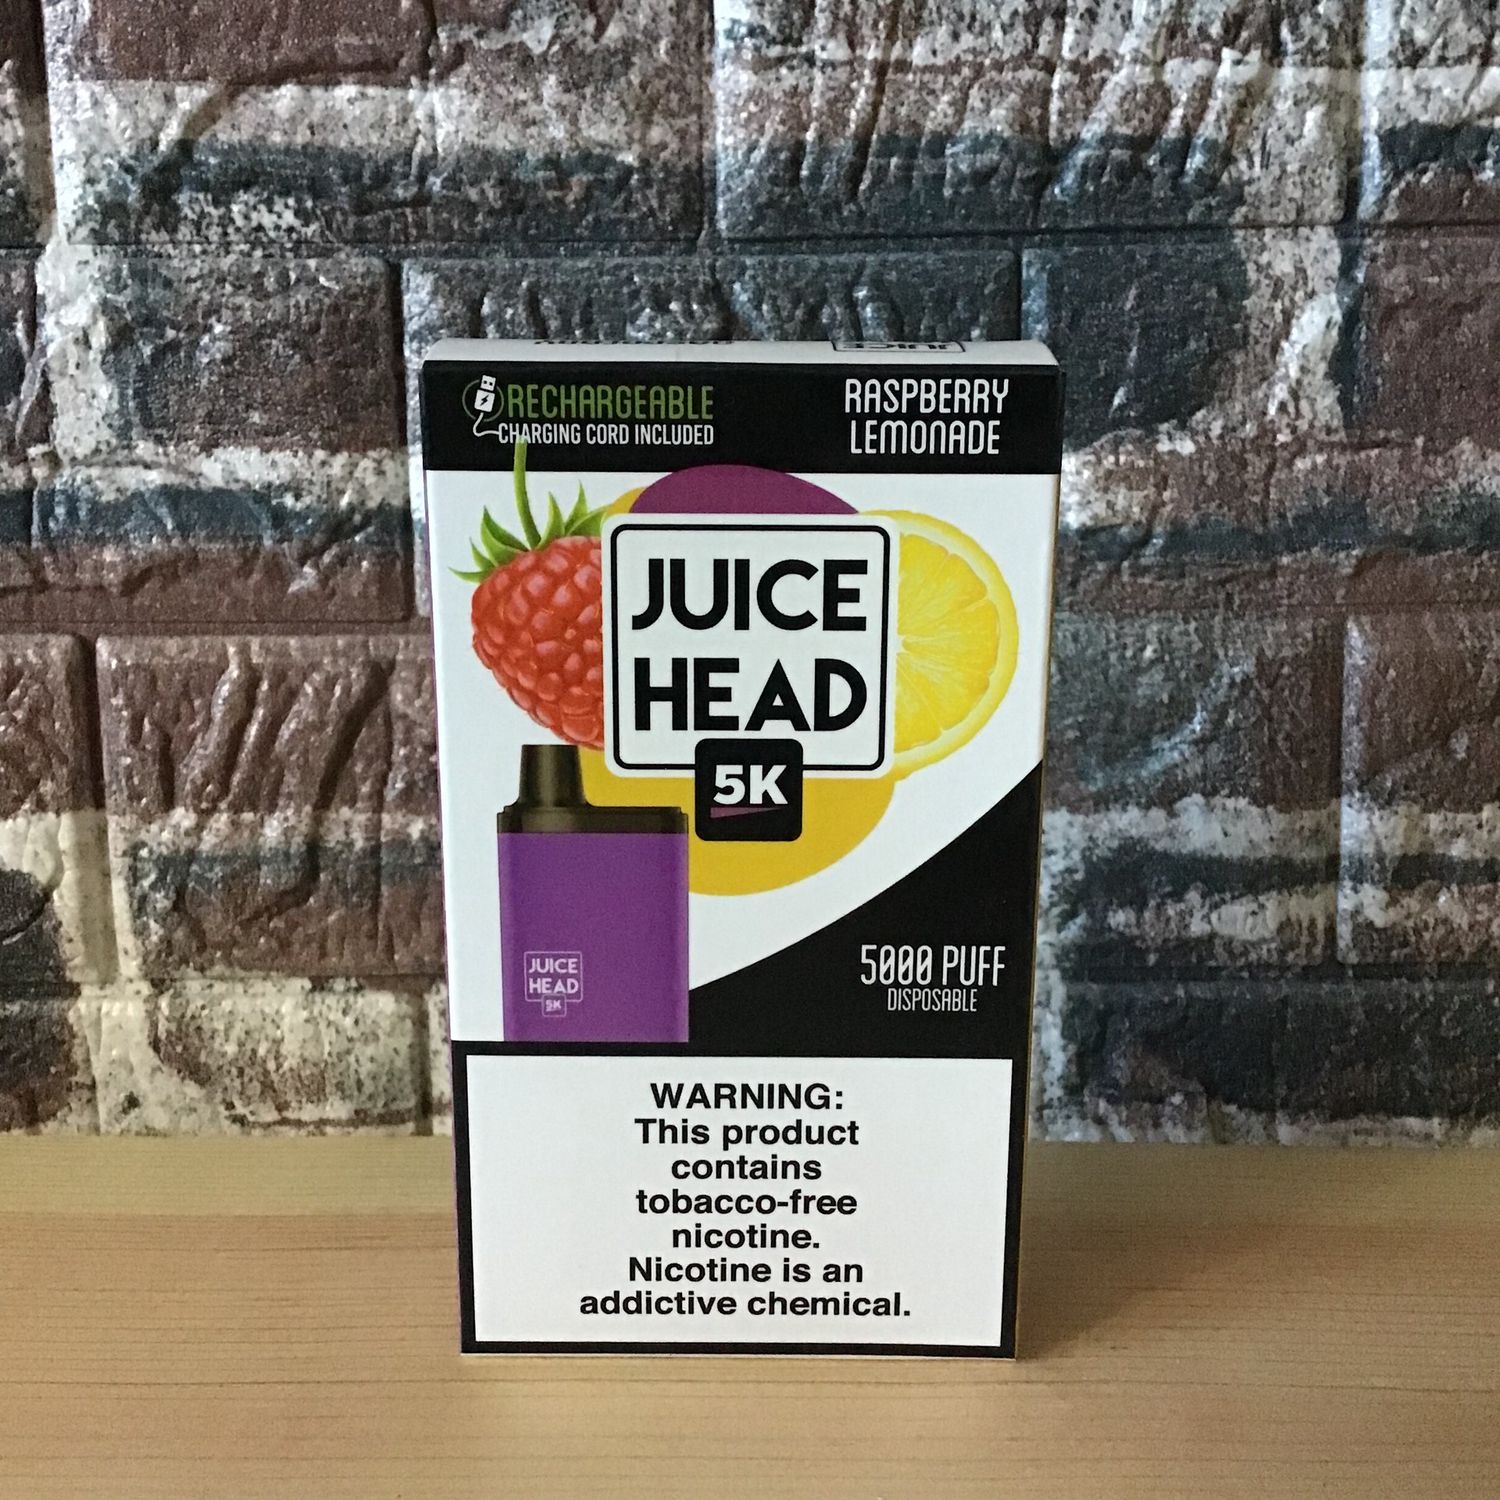 RECHARGEABLE
CHARGING CORD INCLUDED
RASPBERRY
LEMONADE
JUICE
HEAD
5K
JUICE
HEAD
5K
5000 PUFF
DISPOSABLE
WARNING:
This product
contains
tobacco-free
nicotine.
Nicotine is an
addictive chemical.